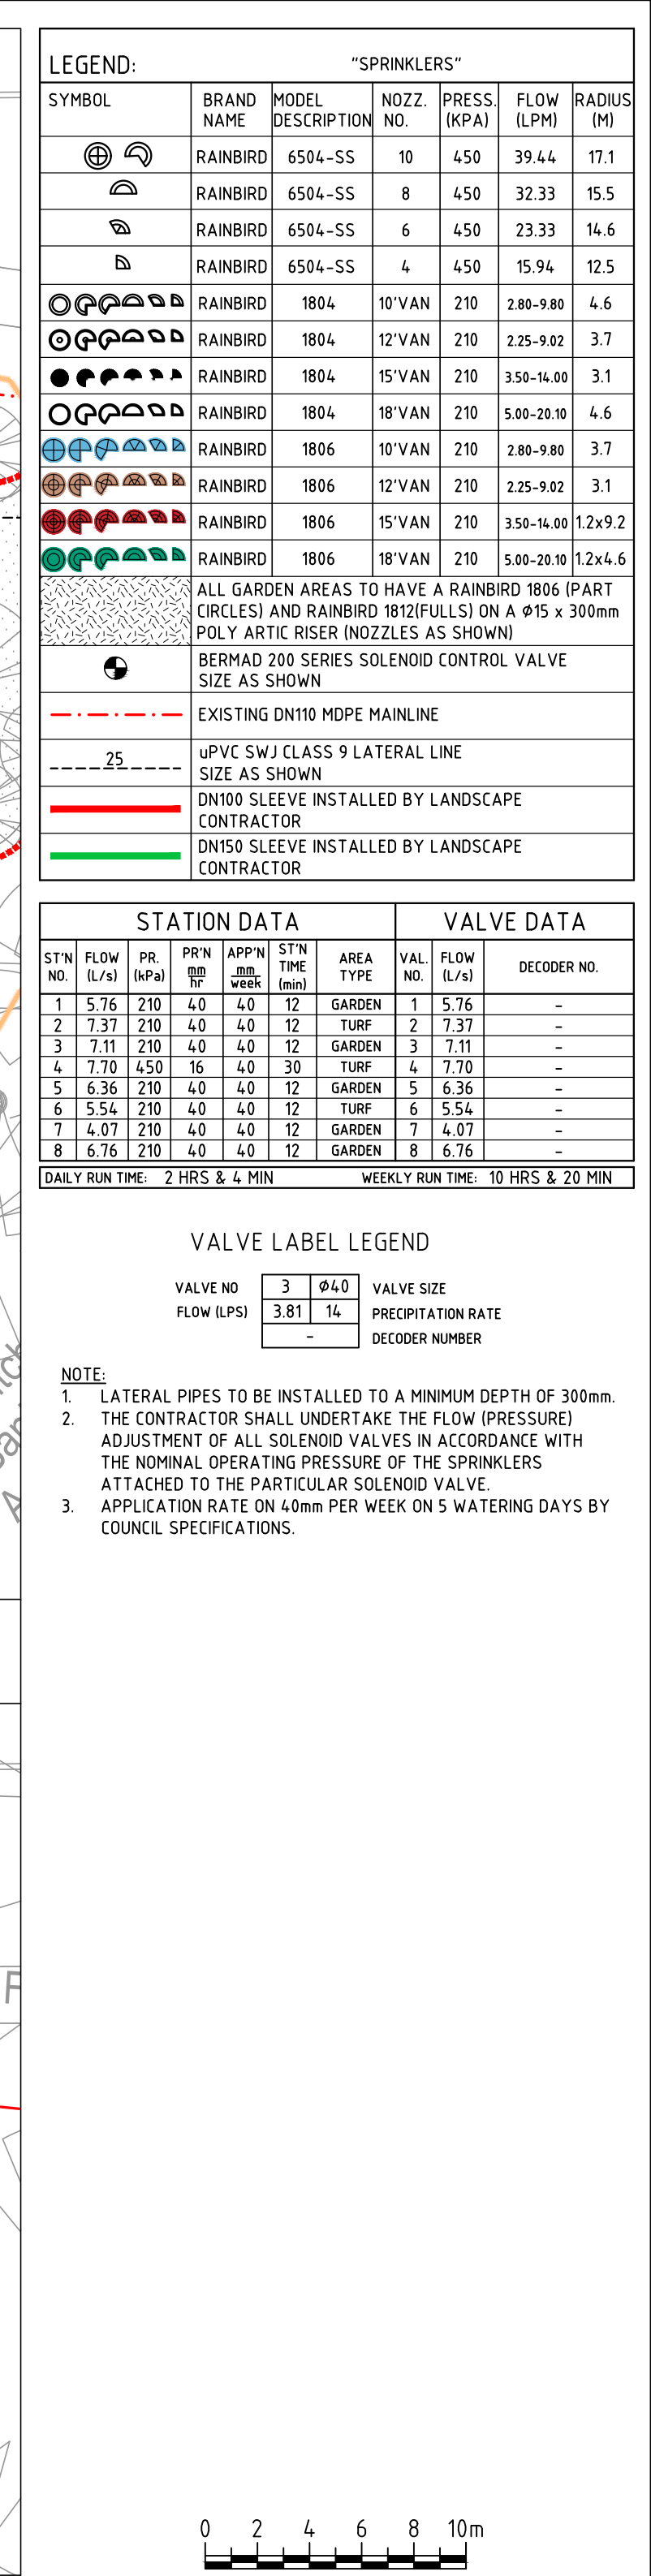 LEGEND: "SPRINKLERS"
SYMBOL BRAND NAME MODEL DESCRIPTION NOZZ. NO. PRESS. (KPA) FLOW (LPM) RADIUS (M)
RAINBIRD 6504-SS 10 450 39.44 17.1
RAINBIRD 6504-SS 8 450 32.33 15.5
RAINBIRD 6504-SS 6 450 23.33 14.6
RAINBIRD 6504-SS 4 450 15.94 12.5
RAINBIRD 1804 10'VAN 210 2.80-9.80 4.6
RAINBIRD 1804 12'VAN 210 2.25-9.02 3.7
RAINBIRD 1804 15'VAN 210 3.50-14.00 3.1
RAINBIRD 1804 18'VAN 210 5.00-20.10 4.6
RAINBIRD 1806 10'VAN 210 2.80-9.80 3.7
RAINBIRD 1806 12'VAN 210 2.25-9.02 3.1
RAINBIRD 1806 15'VAN 210 3.50-14.00 1.2x9.2
RAINBIRD 1806 18'VAN 210 5.00-20.10 1.2x4.6
ALL GARDEN AREAS TO HAVE A RAINBIRD 1806 (PART
CIRCLES) AND RAINBIRD 1812(FULLS) ON A Ø15 x 300mm
POLY ARTIC RISER (NOZZLES AS SHOWN)
BERMAD 200 SERIES SOLENOID CONTROL VALVE
SIZE AS SHOWN
EXISTING DN110 MDPE MAINLINE
25
uPVC SWJ CLASS 9 LATERAL LINE
SIZE AS SHOWN
DN100 SLEEVE INSTALLED BY LANDSCAPE
CONTRACTOR
DN150 SLEEVE INSTALLED BY LANDSCAPE
CONTRACTOR
STATION DATA VALVE DATA
ST'N NO. FLOW (L/s) PR. (kPa) PR'N mm hr APP'N mm week ST'N TIME (min) AREA TYPE VAL. NO. FLOW (L/s) DECODER NO.
1 5.76 210 40 40 12 GARDEN 1 5.76 -
2 7.37 210 40 40 12 TURF 2 7.37 -
3 7.11 210 40 40 12 GARDEN 3 7.11 -
4 7.70 450 16 40 30 TURF 4 7.70 -
5 6.36 210 40 40 12 GARDEN 5 6.36 -
6 5.54 210 40 40 12 TURF 6 5.54 -
7 4.07 210 40 40 12 GARDEN 7 4.07 -
8 6.76 210 40 40 12 GARDEN 8 6.76 -
DAILY RUN TIME: 2 HRS & 4 MIN WEEKLY RUN TIME: 10 HRS & 20 MIN
VALVE LABEL LEGEND
VALVE NO 3 Ø40 VALVE SIZE
FLOW (LPS) 3.81 14 PRECIPITATION RATE
- DECODER NUMBER
NOTE:
1. LATERAL PIPES TO BE INSTALLED TO A MINIMUM DEPTH OF 300mm.
2. THE CONTRACTOR SHALL UNDERTAKE THE FLOW (PRESSURE)
ADJUSTMENT OF ALL SOLENOID VALVES IN ACCORDANCE WITH
THE NOMINAL OPERATING PRESSURE OF THE SPRINKLERS
ATTACHED TO THE PARTICULAR SOLENOID VALVE.
3. APPLICATION RATE ON 40mm PER WEEK ON 5 WATERING DAYS BY
COUNCIL SPECIFICATIONS.
0 2 4 6 8 10m